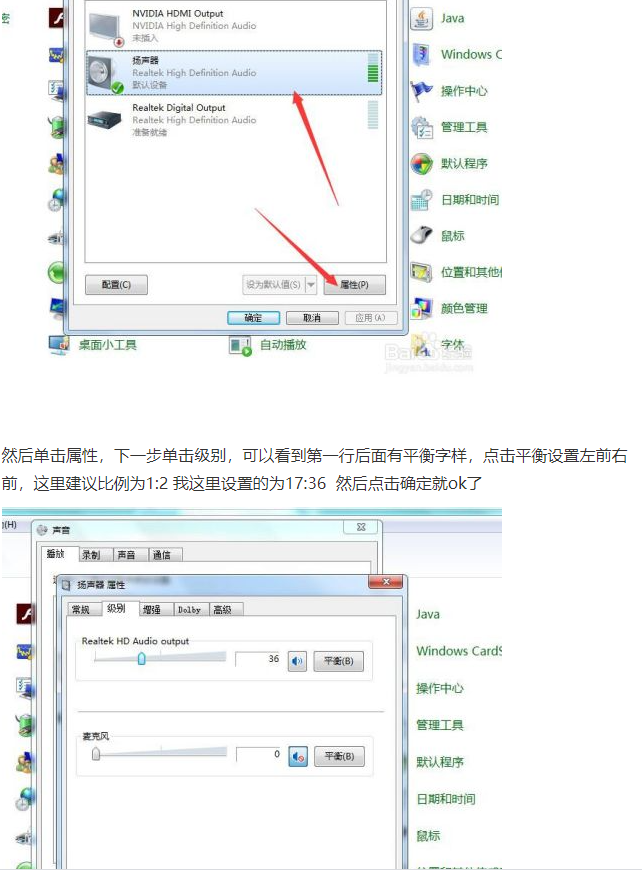 密
NVIDIA HDMI Output
NVIDIA High Definition Audio
未插入
扬声器
Realtek High Definition Audio
默认设备
Realtek Digital Output
Realtek High Definition Audio
准备就绪
配置(C)
设为默认值(S)
属性(P)
确定
取消
应用(A)
Java
Windows C
操作中心
管理工具
默认程序
日期和时间
鼠标
位置和其他
颜色管理
字体
桌面小工具
自动播放
Baidu 经验
jingyan.baidu.com
然后单击属性，下一步单击级别，可以看到第一行后面有平衡字样，点击平衡设置左前右
前，这里建议比例为1:2 我这里设置的为17:36 然后点击确定就ok了
(H)
声音
播放
录制
声音
通信
扬声器 属性
常规
级别
增强
Dolby
高级
Realtek HD Audio output
36
平衡(B)
麦克风
0
平衡(B)
Java
Windows CardS
操作中心
管理工具
默认程序
日期和时间
鼠标